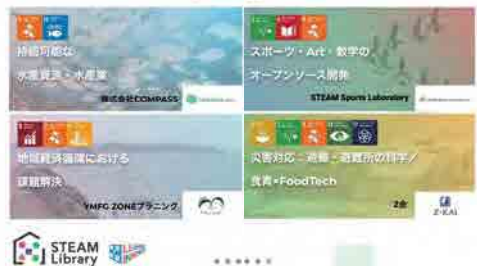 持続可能な
水産資源・水産業
株式会社COMPASS
スポーツ・Art・数学の
オープンソース開発
STEAM Sports Laboratory
地域経済循環における
課題解決
YMFG ZONEプラニング
災害対応:避難・避難所の科学/
食育×FoodTech
Z会
Z-KAI
STEAM
Library